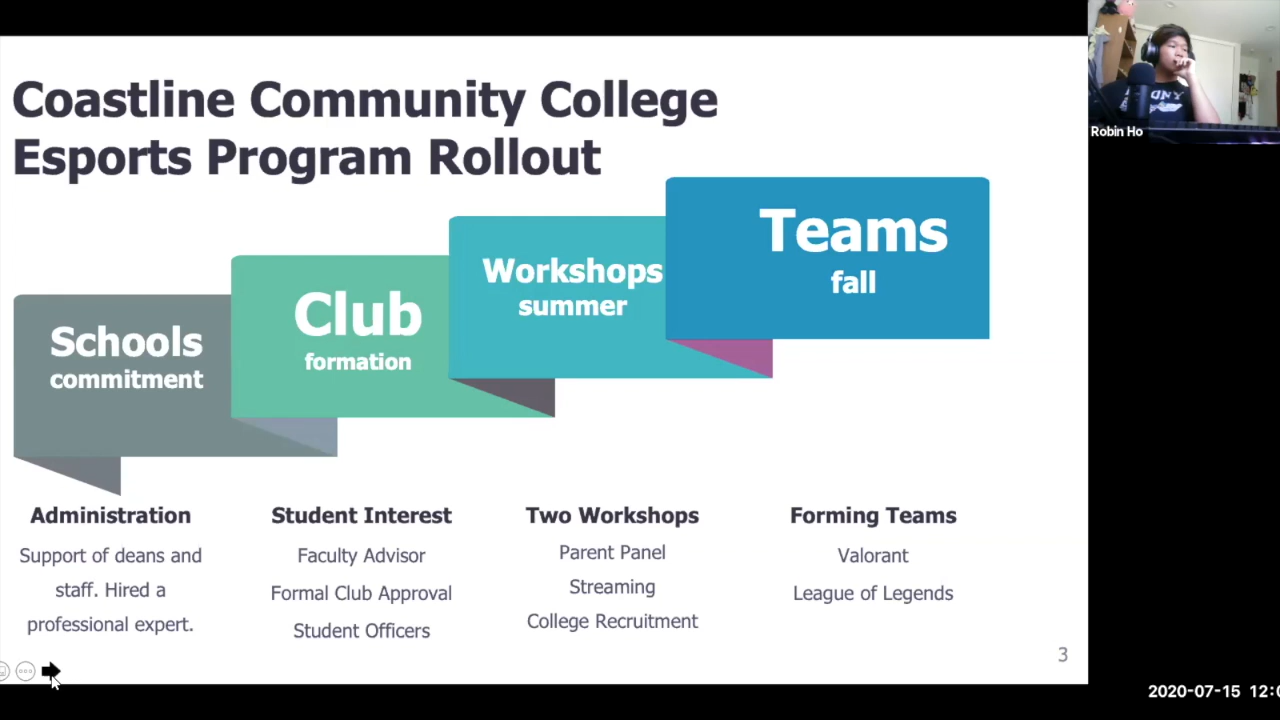 Coastline Community College
Esports Program Rollout
Schools
commitment
Club
formation
Workshops
summer
Teams
fall
Administration
Support of deans and
staff. Hired a
professional expert.
Student Interest
Faculty Advisor
Formal Club Approval
Student Officers
Two Workshops
Parent Panel
Streaming
College Recruitment
Forming Teams
Valorant
League of Legends
3
Robin Ho
2020-07-15